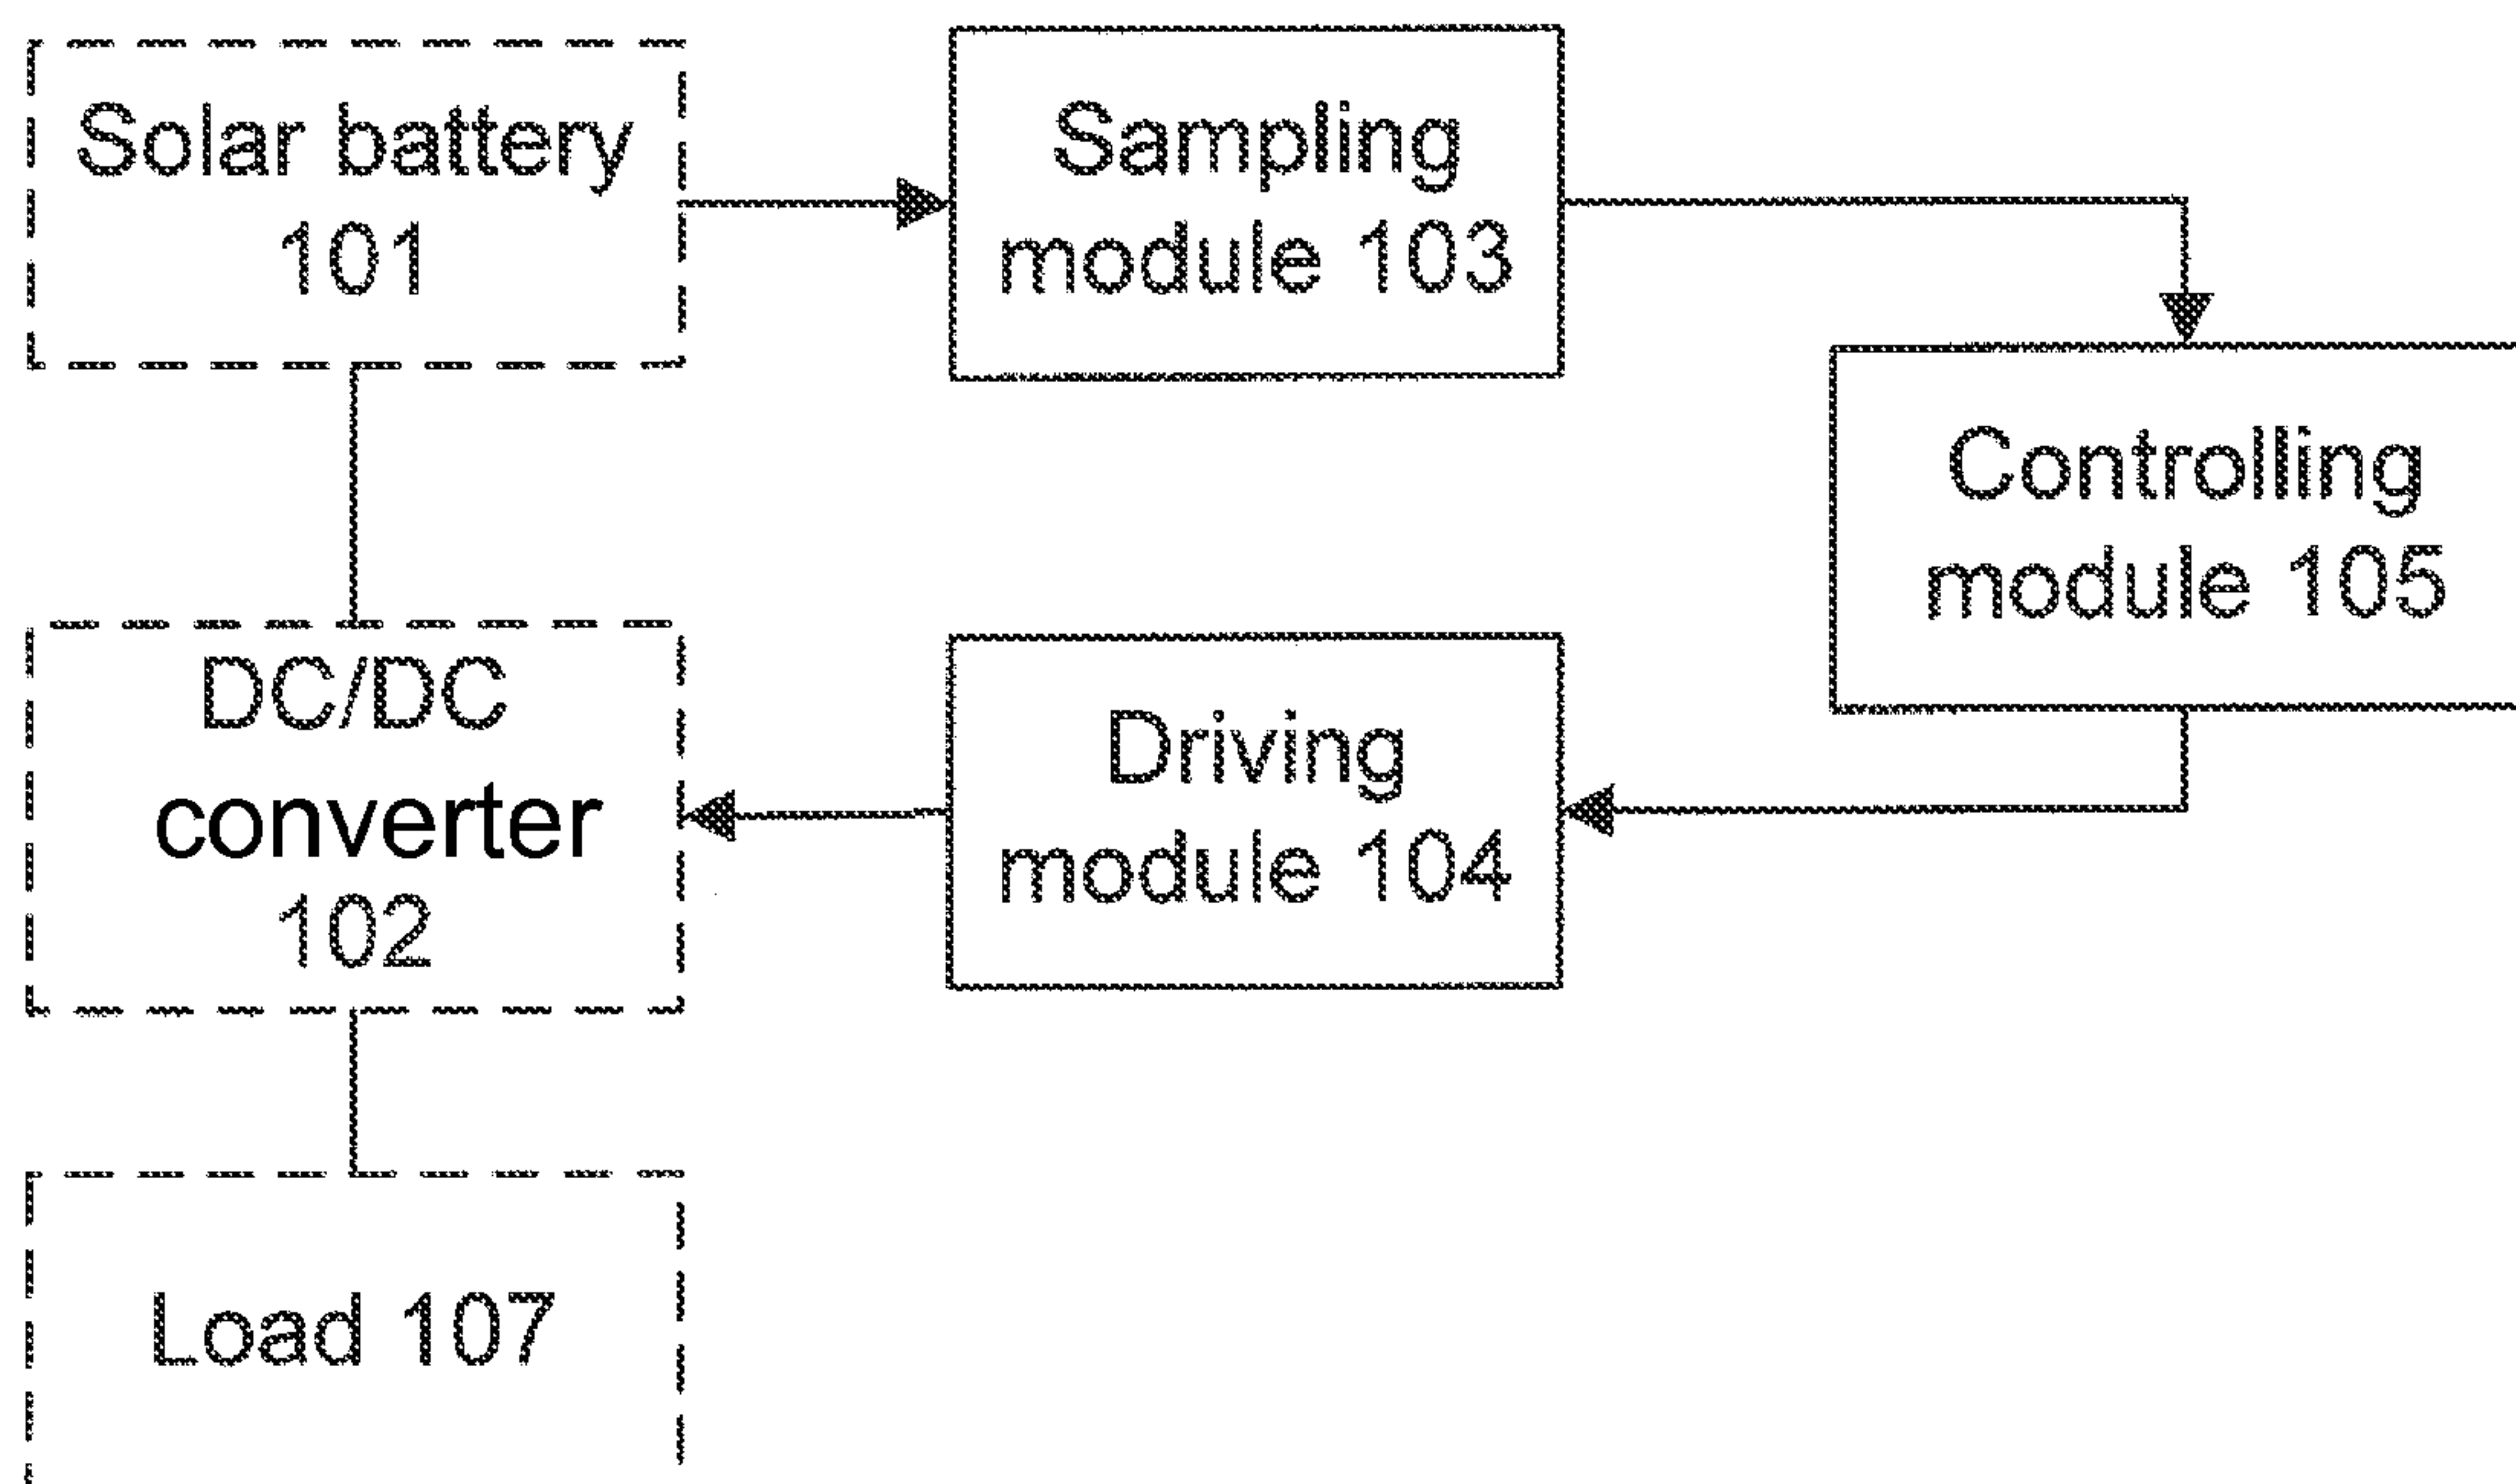 Solar battery
101
Sampling
module 103
Controlling
module 105
DC/DC
converter
102
Driving
module 104
Load 107